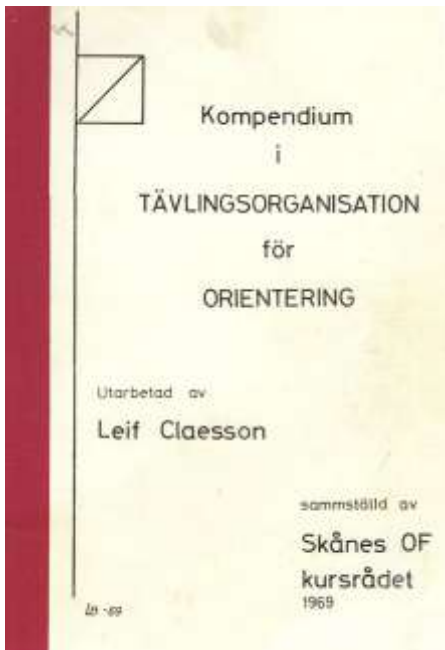 Kompendium
i
TÄVLINGSORGANISATION
för
ORIENTERING
Utarbetad av
Leif Claesson
sammställd av
Skånes OF
kursrådet
1969